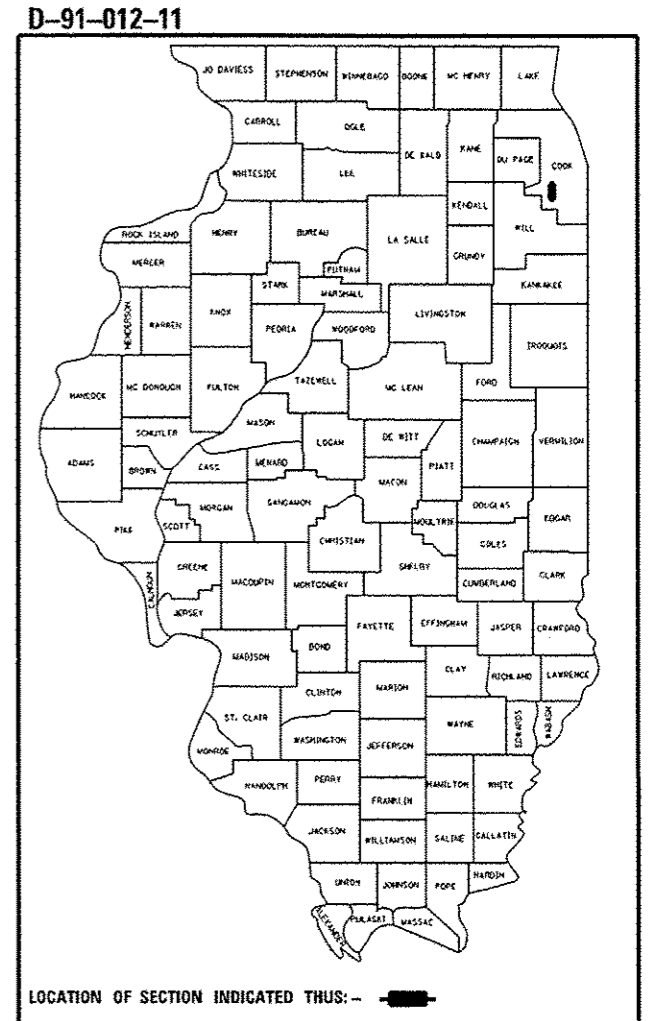 D-91-012-11
JO DAVIESS STEPHENSON WINNEBAGO BOONE MC HENRY LAKE
CARROLL OGLE DE KALB KANE DU PAGE COOK
WHITESIDE LEE KENDALL WILL
ROCK ISLAND HENRY BUREAU LA SALLE GRUNDY
MERCER PUTNAM KANKAKEE
HENDERSON WARREN KNOX STARK MARSHALL LIVINGSTON
PEORIA WOODFORD IROQUOIS
HANCOCK MC DONOUGH FULTON TAZEWELL MC LEAN FORD
SCHUYLER MASON LOGAN DE WITT CHAMPAIGN VERMILION
ADAMS BROWN CASS MENARD MACON PIATT
PIKE SCOTT MORGAN SANGAMON CHRISTIAN MOULTRIE DOUGLAS EDGAR
COLES
CALHOUN GREENE MACOUPIN MONTGOMERY SHELBY CUMBERLAND CLARK
JERSEY FAYETTE EFFINGHAM JASPER CRAWFORD
MADISON BOND CLAY RICHLAND LAWRENCE
CLINTON MARION
ST. CLAIR WAYNE EDWARDS WABASH
MONROE WASHINGTON JEFFERSON
RANDOLPH PERRY HAMILTON WHITE
FRANKLIN
JACKSON WILLIAMSON SALINE GALLATIN
UNION JOHNSON POPE HARDIN
ALEXANDER PULASKI MASSAC
LOCATION OF SECTION INDICATED THUS: -